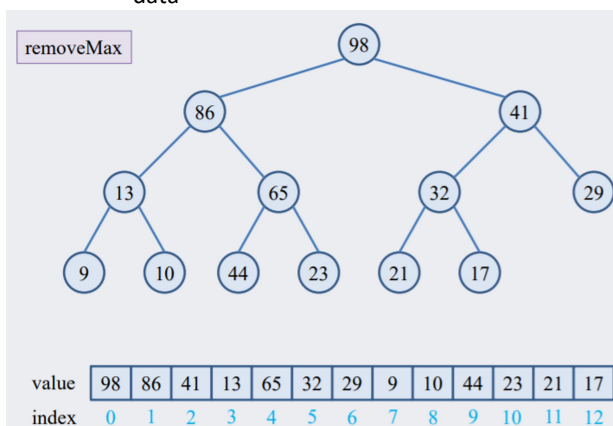 data
removeMax
98
86 41
13 65 32 29
9 10 44 23 21 17
value 98 86 41 13 65 32 29 9 10 44 23 21 17
index 0 1 2 3 4 5 6 7 8 9 10 11 12